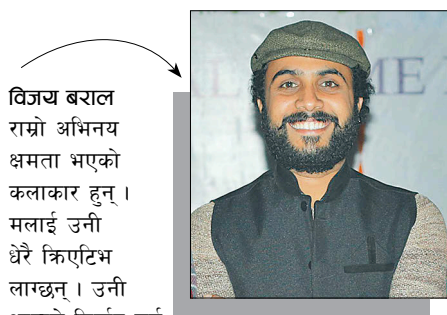 विजय बराल
राम्रो अभिनय
क्षमता भएको
कलाकार हुन् ।
मलाई उनी
धेरै क्रिएटिभ
लाग्छन् । उनी